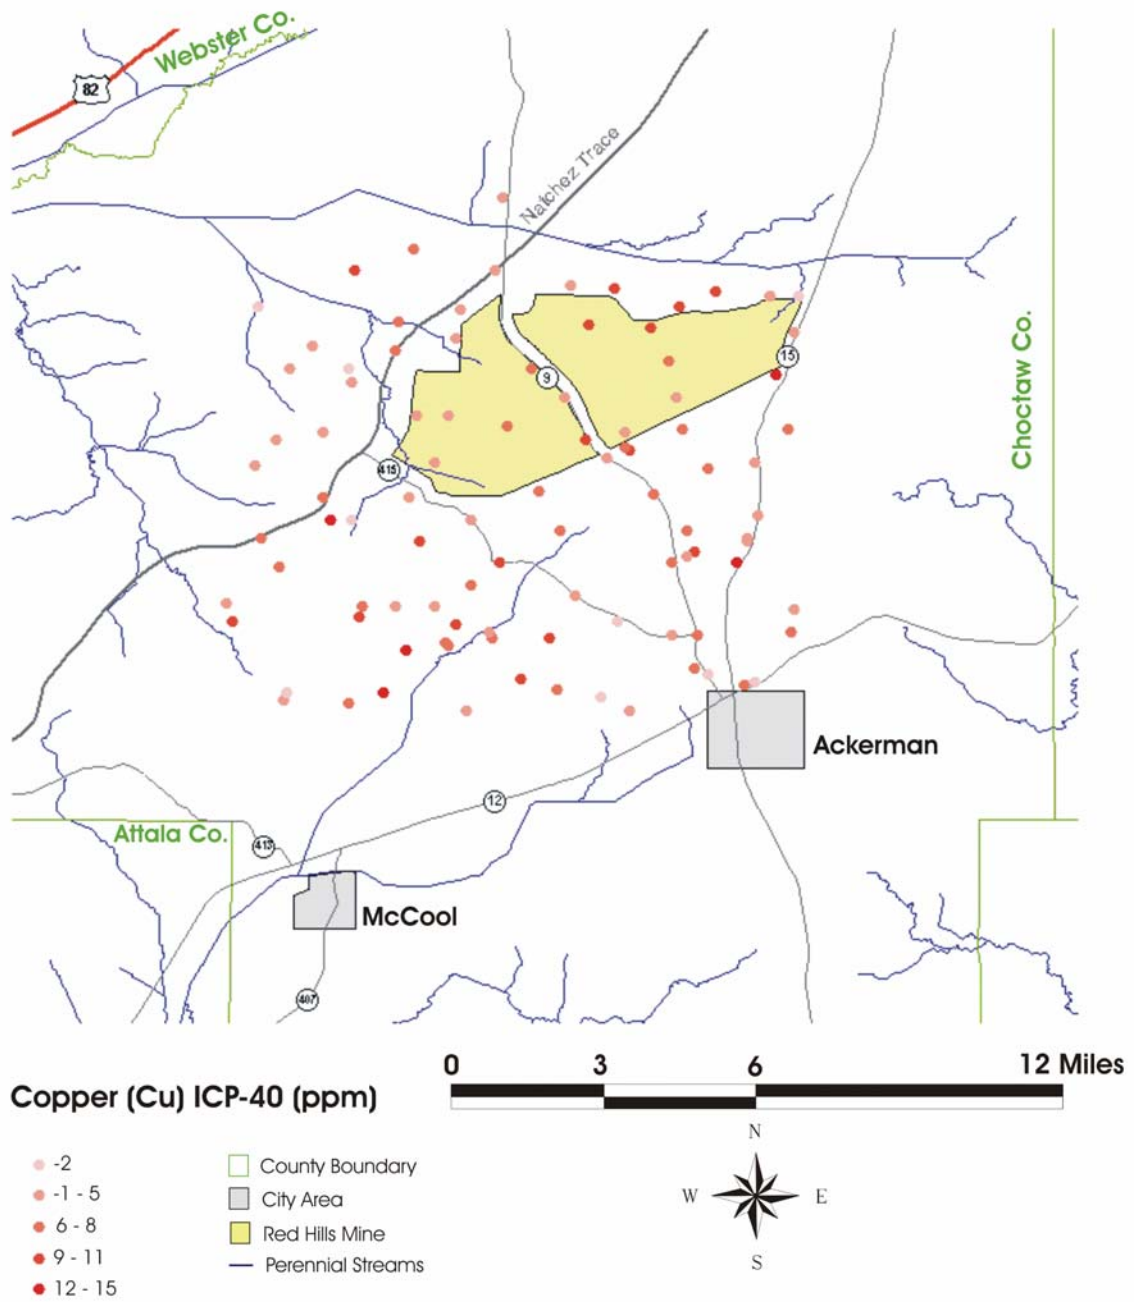 Webster Co.
82
Natchez Trace
15
9
Choctaw Co.
415
Ackerman
12
Attala Co.
413
McCool
407
0 3 6 12 Miles
Copper (Cu) ICP-40 (ppm)
N
-2
County Boundary
W E
-1 - 5
City Area
6 - 8
Red Hills Mine
9 - 11
Perennial Streams
S
12 - 15